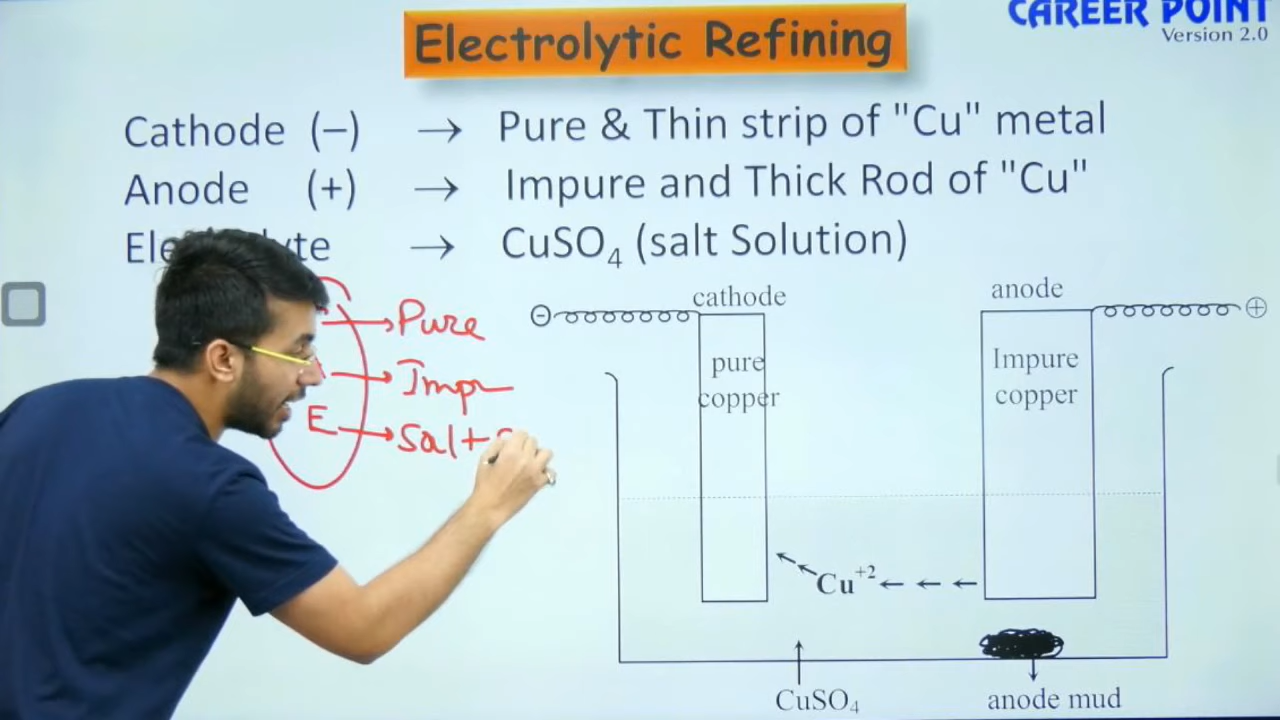 CAREER POINT
Version 2.0
Electrolytic Refining
Cathode (–) → Pure & Thin strip of "Cu" metal
Anode (+) → Impure and Thick Rod of "Cu"
→ CuSO₄ (salt Solution)
→ Pure
→ Impr
E → Salt
cathode
anode
⊖
⊕
pure
copper
Impure
copper
Cu⁺²
CuSO₄
anode mud